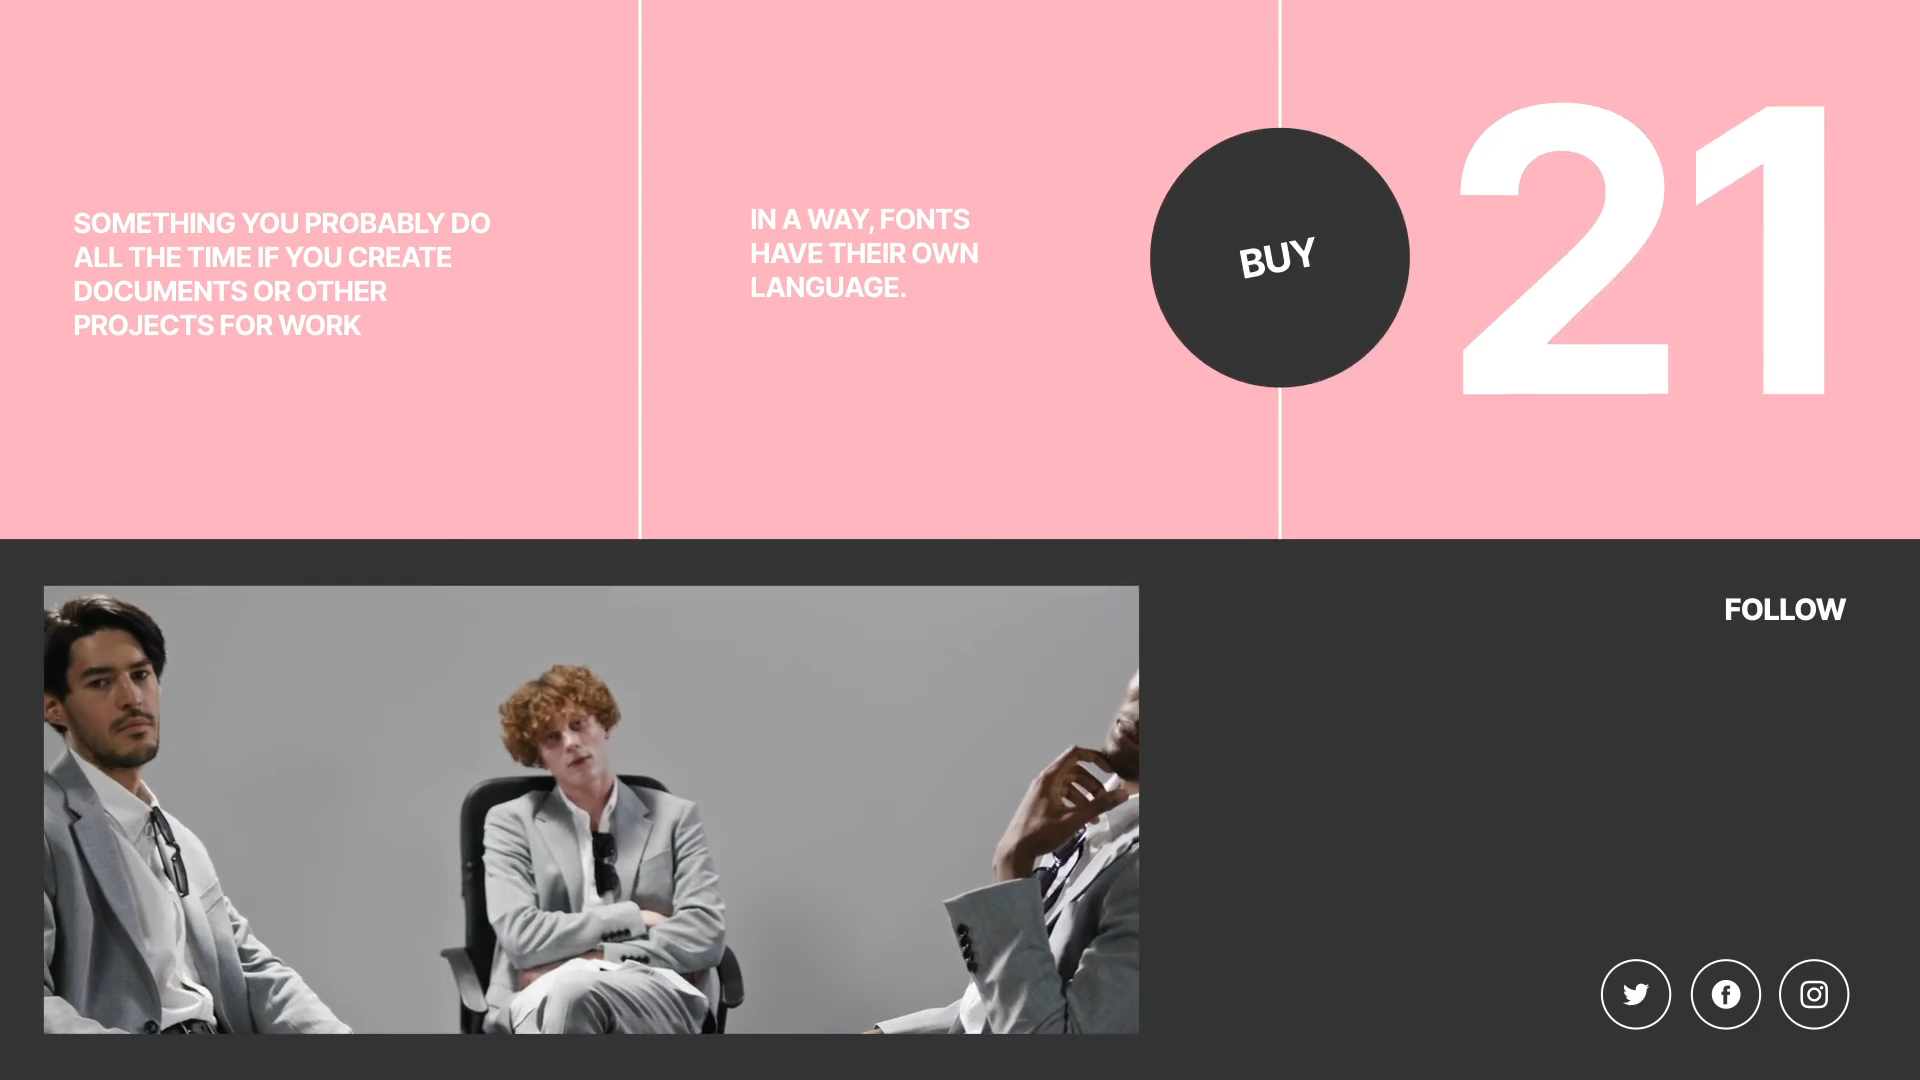 SOMETHING YOU PROBABLY DO
ALL THE TIME IF YOU CREATE
DOCUMENTS OR OTHER
PROJECTS FOR WORK
IN A WAY, FONTS
HAVE THEIR OWN
LANGUAGE.
BUY
21
FOLLOW